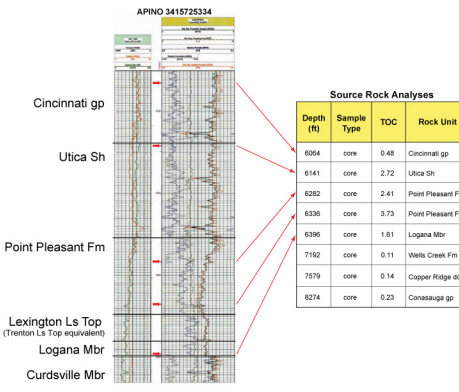 APINO 3415725334
Cincinnati gp
Utica Sh
Point Pleasant Fm
Lexington Ls Top
(Trenton Ls Top equivalent)
Logana Mbr
Curdsville Mbr
Source Rock Analyses
Depth (ft) Sample Type TOC Rock Unit
6064 core 0.48 Cincinnati gp
6141 core 2.72 Utica Sh
6282 core 2.41 Point Pleasant F
6336 core 3.73 Point Pleasant F
6396 core 1.61 Logana Mbr
7192 core 0.11 Wells Creek Fm
7579 core 0.14 Copper Ridge do
8274 core 0.23 Conasauga gp